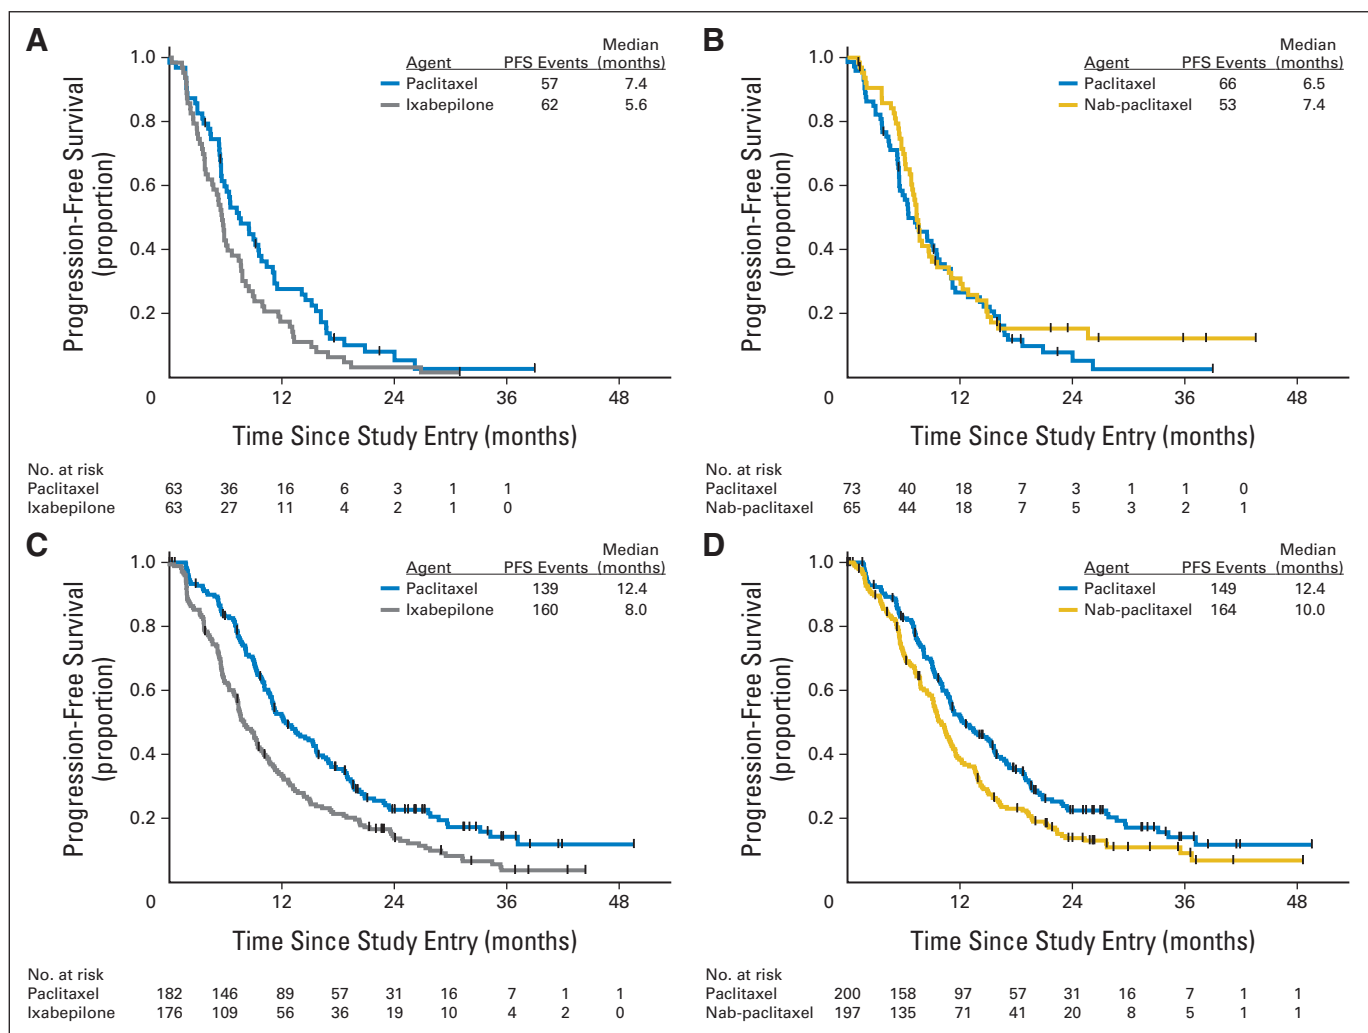 A
Progression-Free Survival
(proportion)
1.0
0.8
0.6
0.4
0.2
0
12
24
36
48
Time Since Study Entry (months)
Median
Agent PFS Events (months)
Paclitaxel 57 7.4
Ixabepilone 62 5.6
No. at risk
Paclitaxel 63 36 16 6 3 1 1
Ixabepilone 63 27 11 4 2 1 0
B
Progression-Free Survival
(proportion)
1.0
0.8
0.6
0.4
0.2
0
12
24
36
48
Time Since Study Entry (months)
Median
Agent PFS Events (months)
Paclitaxel 66 6.5
Nab-paclitaxel 53 7.4
No. at risk
Paclitaxel 73 40 18 7 3 1 1 0
Nab-paclitaxel 65 44 18 7 5 3 2 1
C
Progression-Free Survival
(proportion)
1.0
0.8
0.6
0.4
0.2
0
12
24
36
48
Time Since Study Entry (months)
Median
Agent PFS Events (months)
Paclitaxel 139 12.4
Ixabepilone 160 8.0
No. at risk
Paclitaxel 182 146 89 57 31 16 7 1 1
Ixabepilone 176 109 56 36 19 10 4 2 0
D
Progression-Free Survival
(proportion)
1.0
0.8
0.6
0.4
0.2
0
12
24
36
48
Time Since Study Entry (months)
Median
Agent PFS Events (months)
Paclitaxel 149 12.4
Nab-paclitaxel 164 10.0
No. at risk
Paclitaxel 200 158 97 57 31 16 7 1 1
Nab-paclitaxel 197 135 71 41 20 8 5 1 1